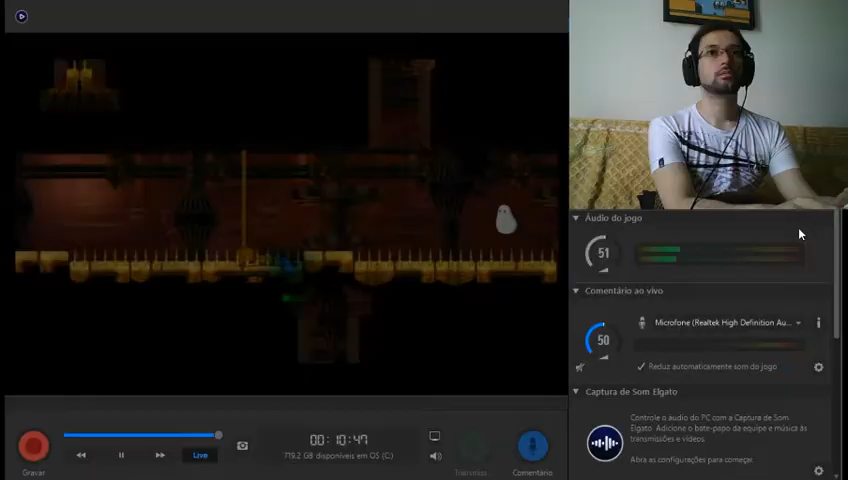 Áudio do jogo
51
Comentário ao vivo
50
Microfone (Realtek High Definition Au...
Reduz automaticamente som do jogo
Captura de Som Elgato
Controle o áudio do PC com a Captura de Som
Elgato. Adicione o bate-papo da equipe e música às
transmissões e vídeos.
Abra as configurações para começar.
Live
00:10:47
719.2 GB disponíveis em OS (C:)
Gravar
Transmitir
Comentário